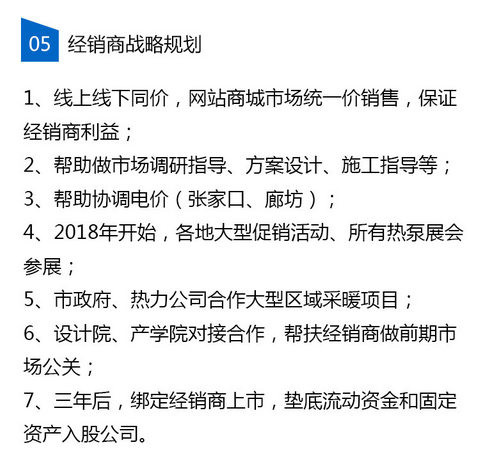 05 经销商战略规划
1、线上线下同价，网站商城市场统一价销售，保证
经销商利益；
2、帮助做市场调研指导、方案设计、施工指导等；
3、帮助协调电价（张家口、廊坊）；
4、2018年开始，各地大型促销活动、所有热泵展会
参展；
5、市政府、热力公司合作大型区域采暖项目；
6、设计院、产学院对接合作，帮扶经销商做前期市
场公关；
7、三年后，绑定经销商上市，垫底流动资金和固定
资产入股公司。